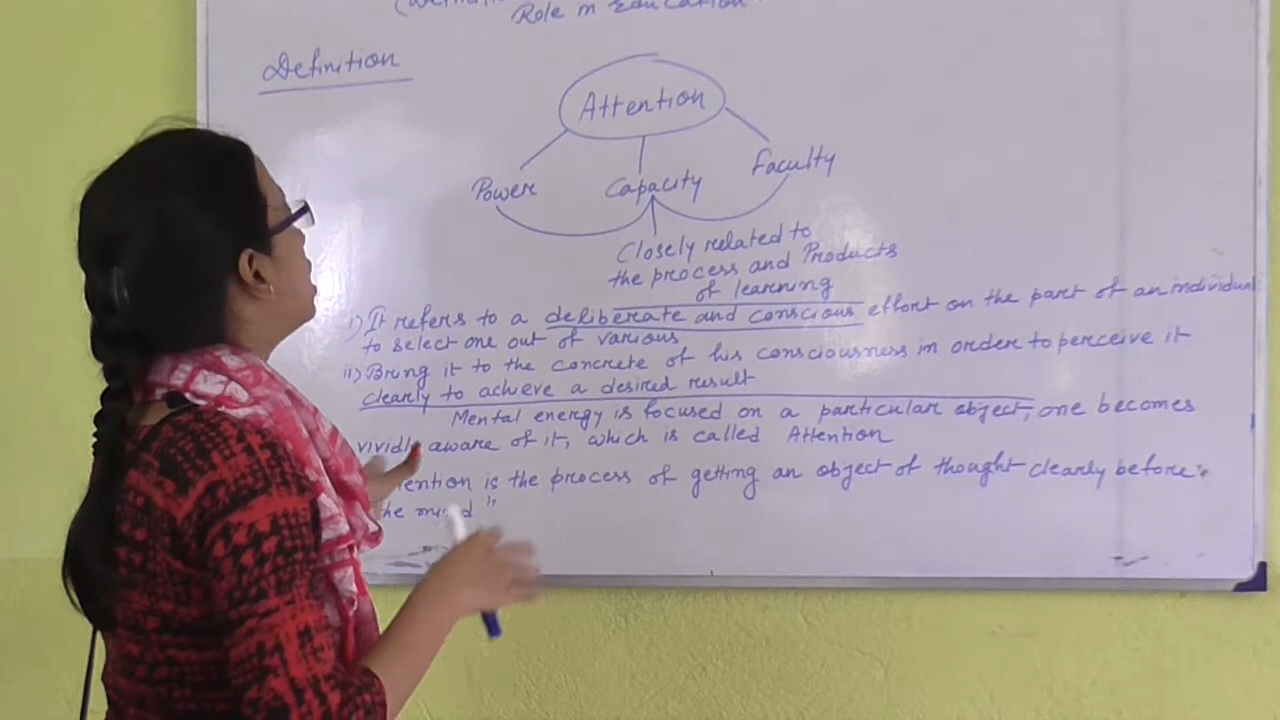 Role in Education
Definition
Attention
Power
Capacity
Faculty
Closely related to
the process and Products
of learning
i) It refers to a deliberate and conscious effort on the part of an individual
to select one out of various
ii) Bring it to the concrete of his consciousness in order to perceive it
clearly to achieve a desired result
Mental energy is focused on a particular object, one becomes
vividly aware of it, which is called Attention
is the process of getting an object of thought clearly before
the mind"